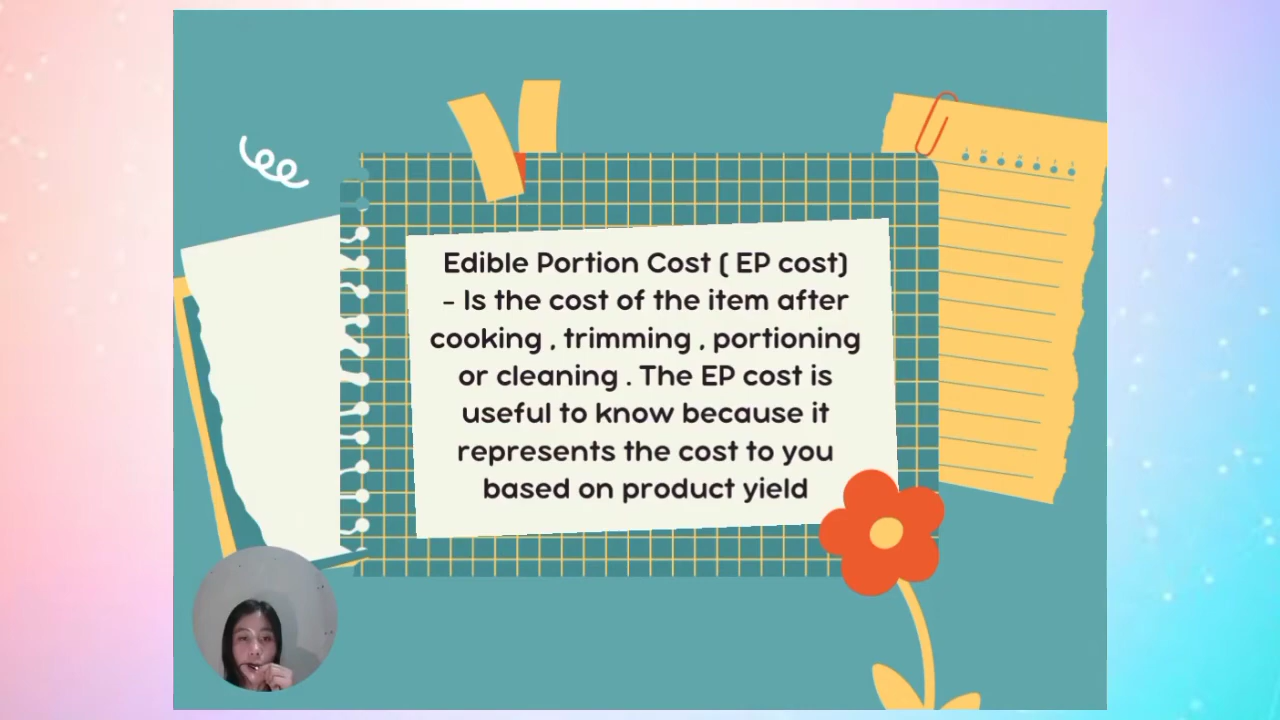 Edible Portion Cost ( EP cost)
- Is the cost of the item after
cooking , trimming , portioning
or cleaning . The EP cost is
useful to know because it
represents the cost to you
based on product yield